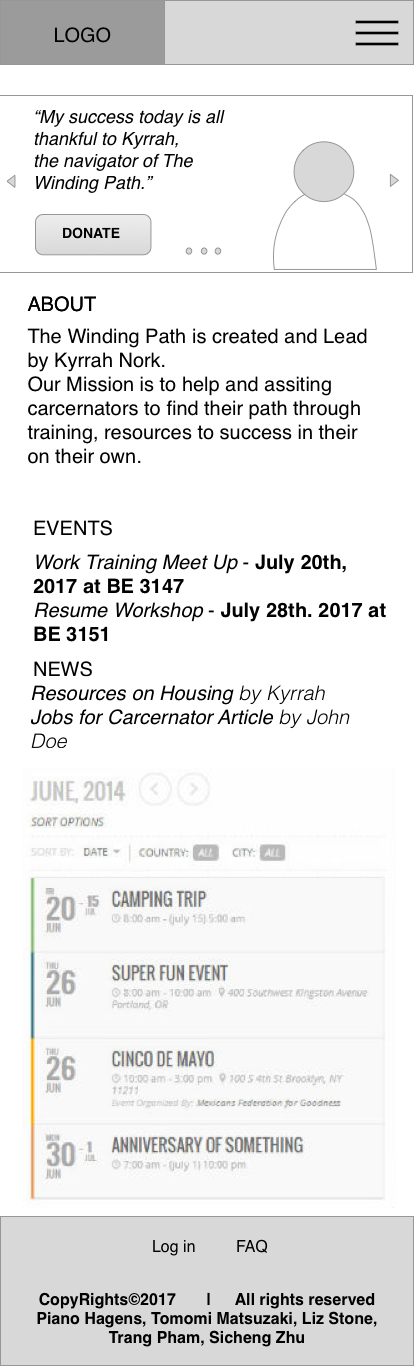 LOGO
“My success today is all
thankful to Kyrrah,
the navigator of The
Winding Path.”
DONATE
ABOUT
The Winding Path is created and Lead
by Kyrrah Nork.
Our Mission is to help and assiting
carcernators to find their path through
training, resources to success in their
on their own.
EVENTS
Work Training Meet Up - July 20th,
2017 at BE 3147
Resume Workshop - July 28th. 2017 at
BE 3151
NEWS
Resources on Housing by Kyrrah
Jobs for Carcernator Article by John
Doe
JUNE, 2014
SORT OPTIONS
SORT BY: DATE COUNTRY: ALL CITY: ALL
FRI
20 - 15
JUN JUL
CAMPING TRIP
8:00 am - (july 15) 5:00 am
THU
26
JUN
SUPER FUN EVENT
8:00 am - 10:00 am 400 Southwest Kingston Avenue
Portland, OR
THU
26
JUN
CINCO DE MAYO
10:00 am - 3:00 pm 100 S 4th St Brooklyn, NY
11211
Event Organized By: Mexicans Federation for Goodness
MON
30 - 1
JUN JUL
ANNIVERSARY OF SOMETHING
7:00 am - (july 1) 10:00 pm
Log in FAQ
CopyRights©2017 | All rights reserved
Piano Hagens, Tomomi Matsuzaki, Liz Stone,
Trang Pham, Sicheng Zhu